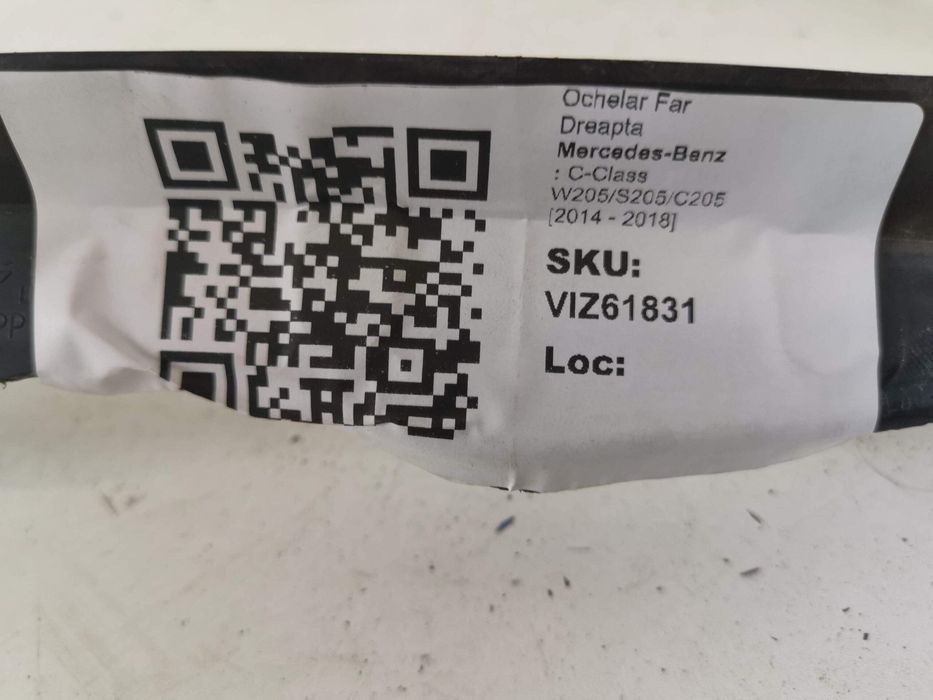 Ochelar Far
Dreapta
Mercedes-Benz
: C-Class
W205/S205/C205
[2014 - 2018]
SKU:
VIZ61831
Loc: